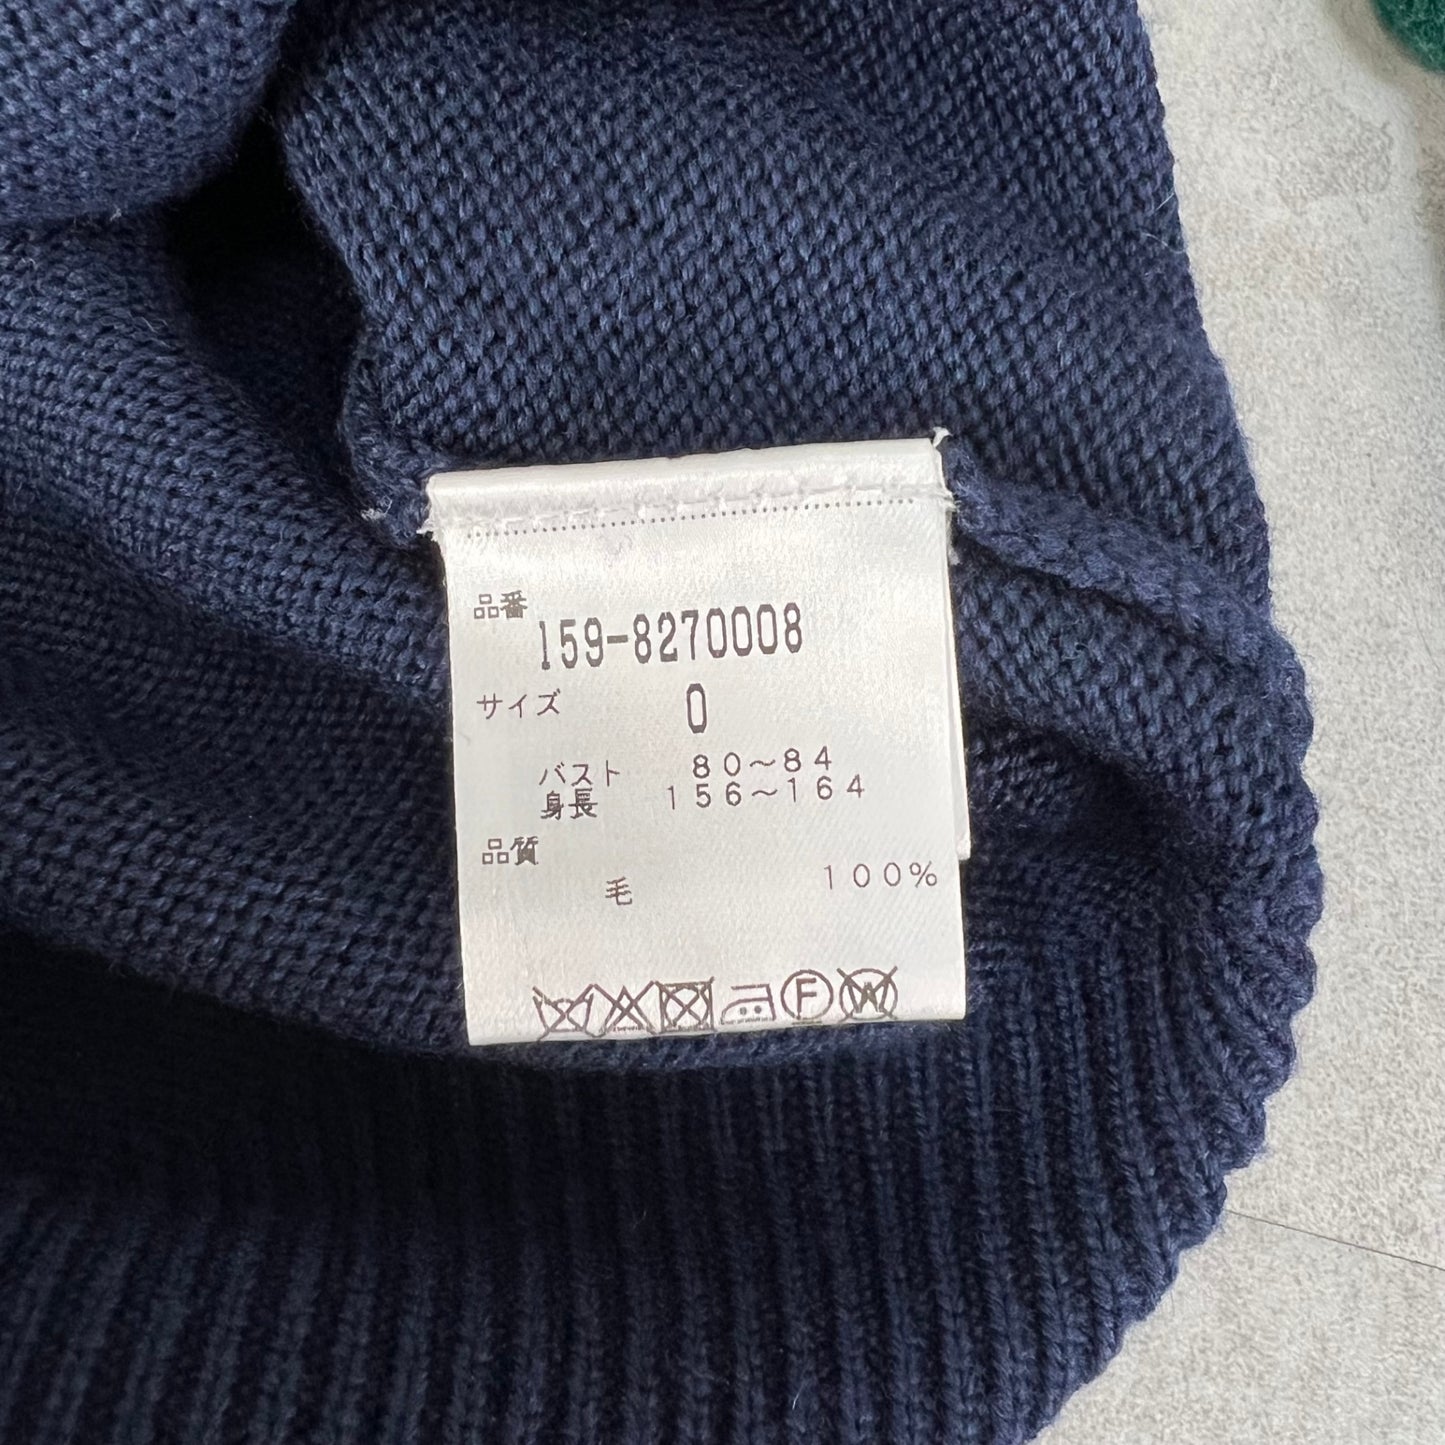 品番
159-8270008
サイズ 0
バスト 80~84
身長 156~164
品質
毛 100%
F W